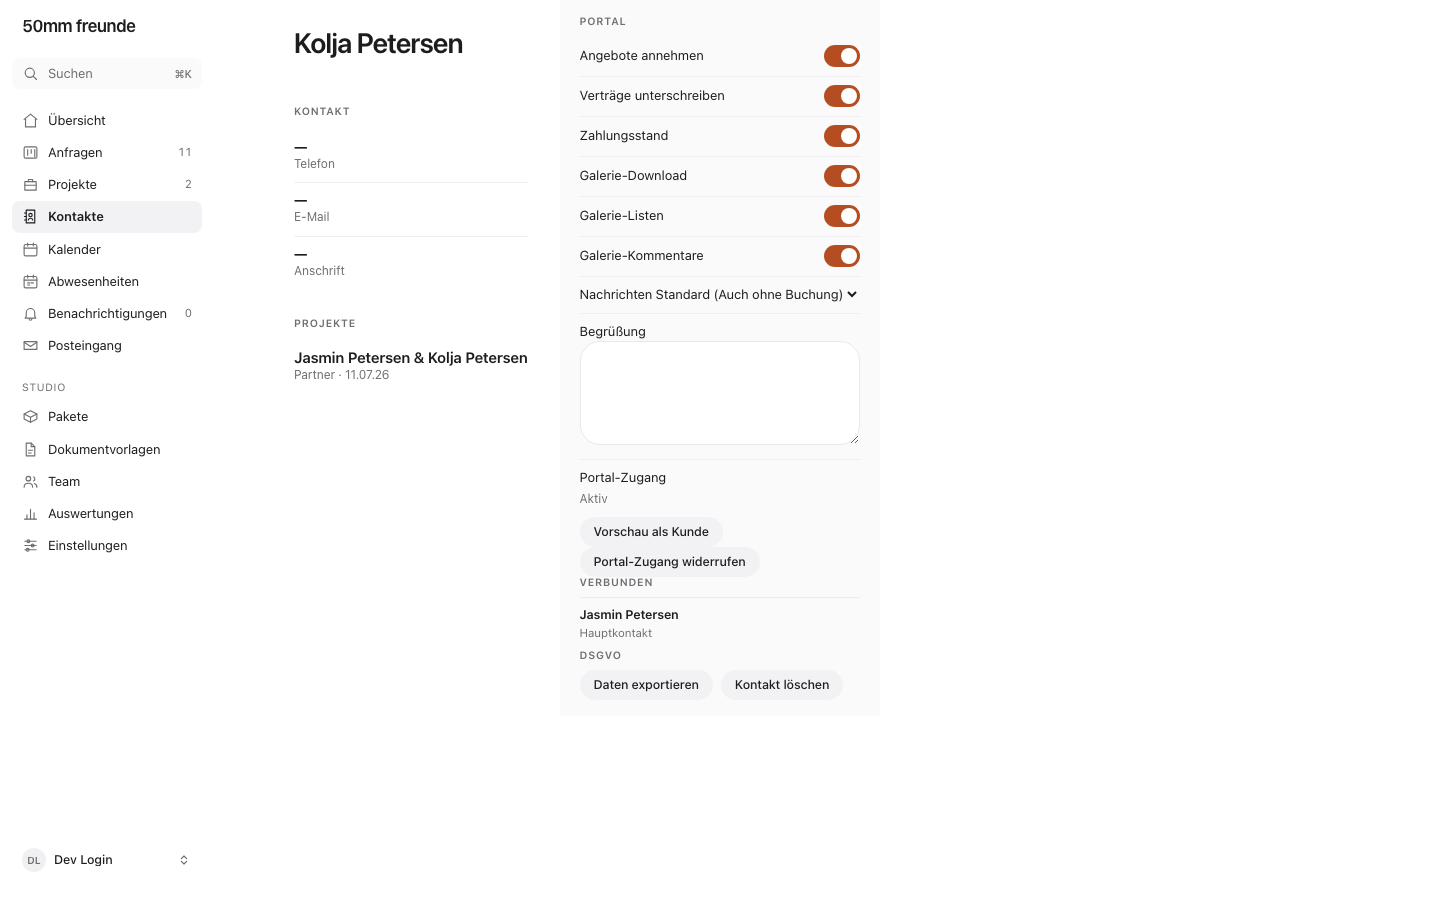 50mm freunde
Suchen ⌘K
Übersicht
Anfragen 11
Projekte 2
Kontakte
Kalender
Abwesenheiten
Benachrichtigungen 0
Posteingang
STUDIO
Pakete
Dokumentvorlagen
Team
Auswertungen
Einstellungen
DL Dev Login
Kolja Petersen
KONTAKT
—
Telefon
—
E-Mail
—
Anschrift
PROJEKTE
Jasmin Petersen & Kolja Petersen
Partner · 11.07.26
PORTAL
Angebote annehmen
Verträge unterschreiben
Zahlungsstand
Galerie-Download
Galerie-Listen
Galerie-Kommentare
Nachrichten Standard (Auch ohne Buchung)
Begrüßung
Portal-Zugang
Aktiv
Vorschau als Kunde
Portal-Zugang widerrufen
VERBUNDEN
Jasmin Petersen
Hauptkontakt
DSGVO
Daten exportieren Kontakt löschen